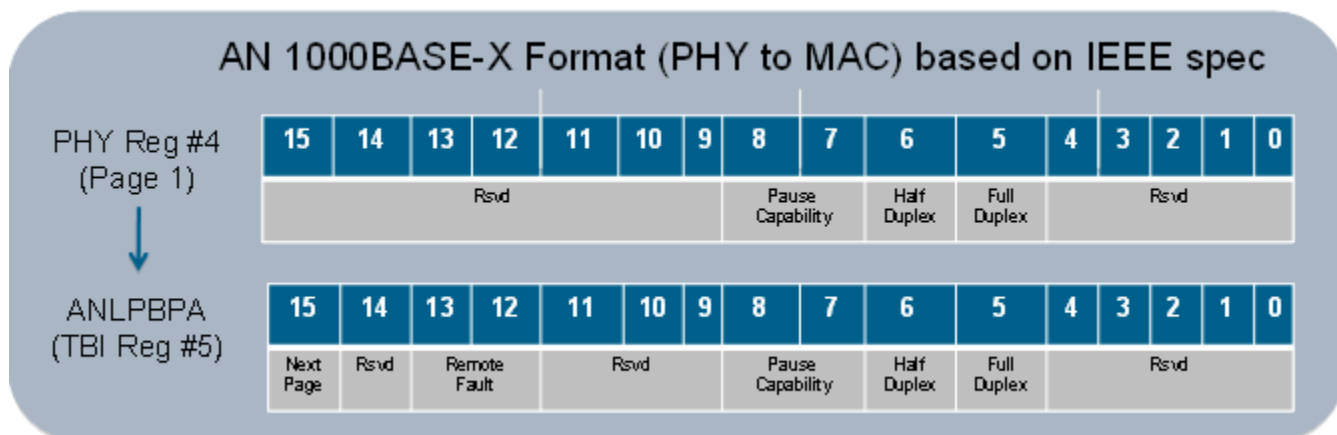 AN 1000BASE-X Format (PHY to MAC) based on IEEE spec
PHY Reg #4
(Page 1)
15 14 13 12 11 10 9 8 7 6 5 4 3 2 1 0
Rsvd Pause Capability Half Duplex Full Duplex Rsvd
ANLPBPA
(TBI Reg #5)
15 14 13 12 11 10 9 8 7 6 5 4 3 2 1 0
Next Page Rsvd Remote Fault Rsvd Pause Capability Half Duplex Full Duplex Rsvd